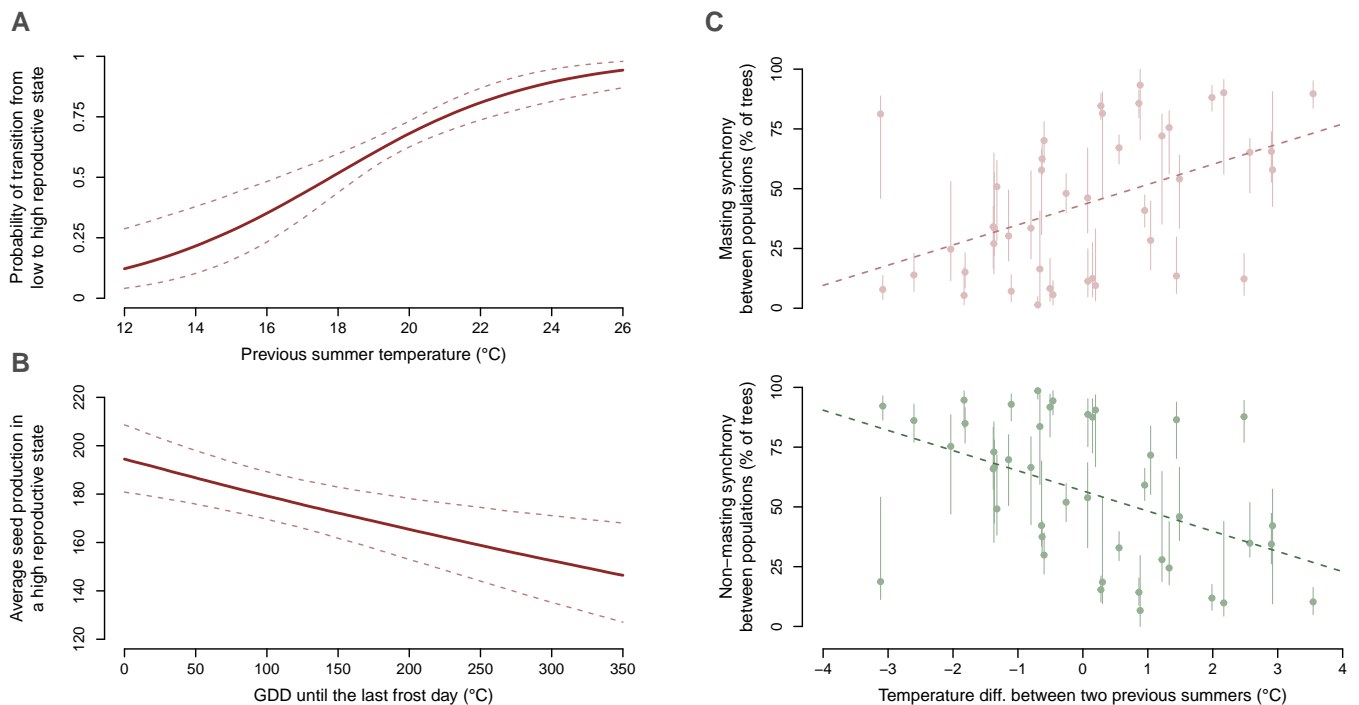 A
Probability of transition from
low to high reproductive state
1
0.75
0.5
0.25
0
12 14 16 18 20 22 24 26
Previous summer temperature (°C)
B
Average seed production in
a high reproductive state
220
200
180
160
140
120
0 50 100 150 200 250 300 350
GDD until the last frost day (°C)
C
Masting synchrony
between populations (% of trees)
100
75
50
25
0
Non−masting synchrony
between populations (% of trees)
100
75
50
25
0
−4 −3 −2 −1 0 1 2 3 4
Temperature diff. between two previous summers (°C)